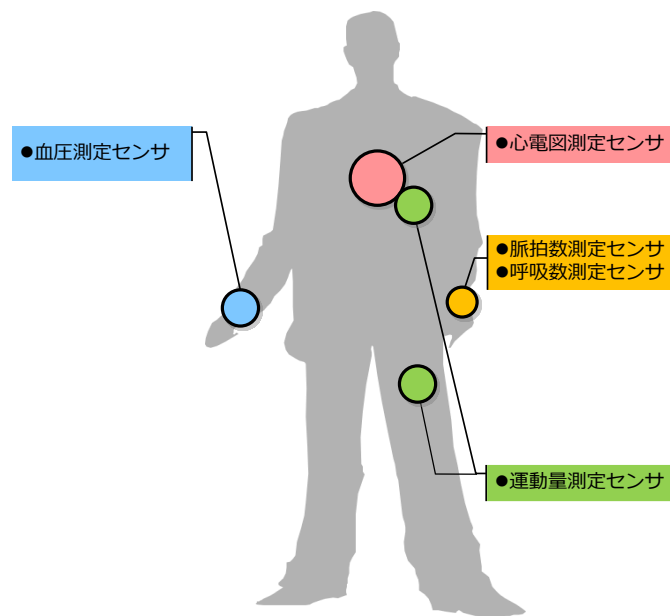 ●血圧測定センサ
●心電図測定センサ
●脈拍数測定センサ
●呼吸数測定センサ
●運動量測定センサ